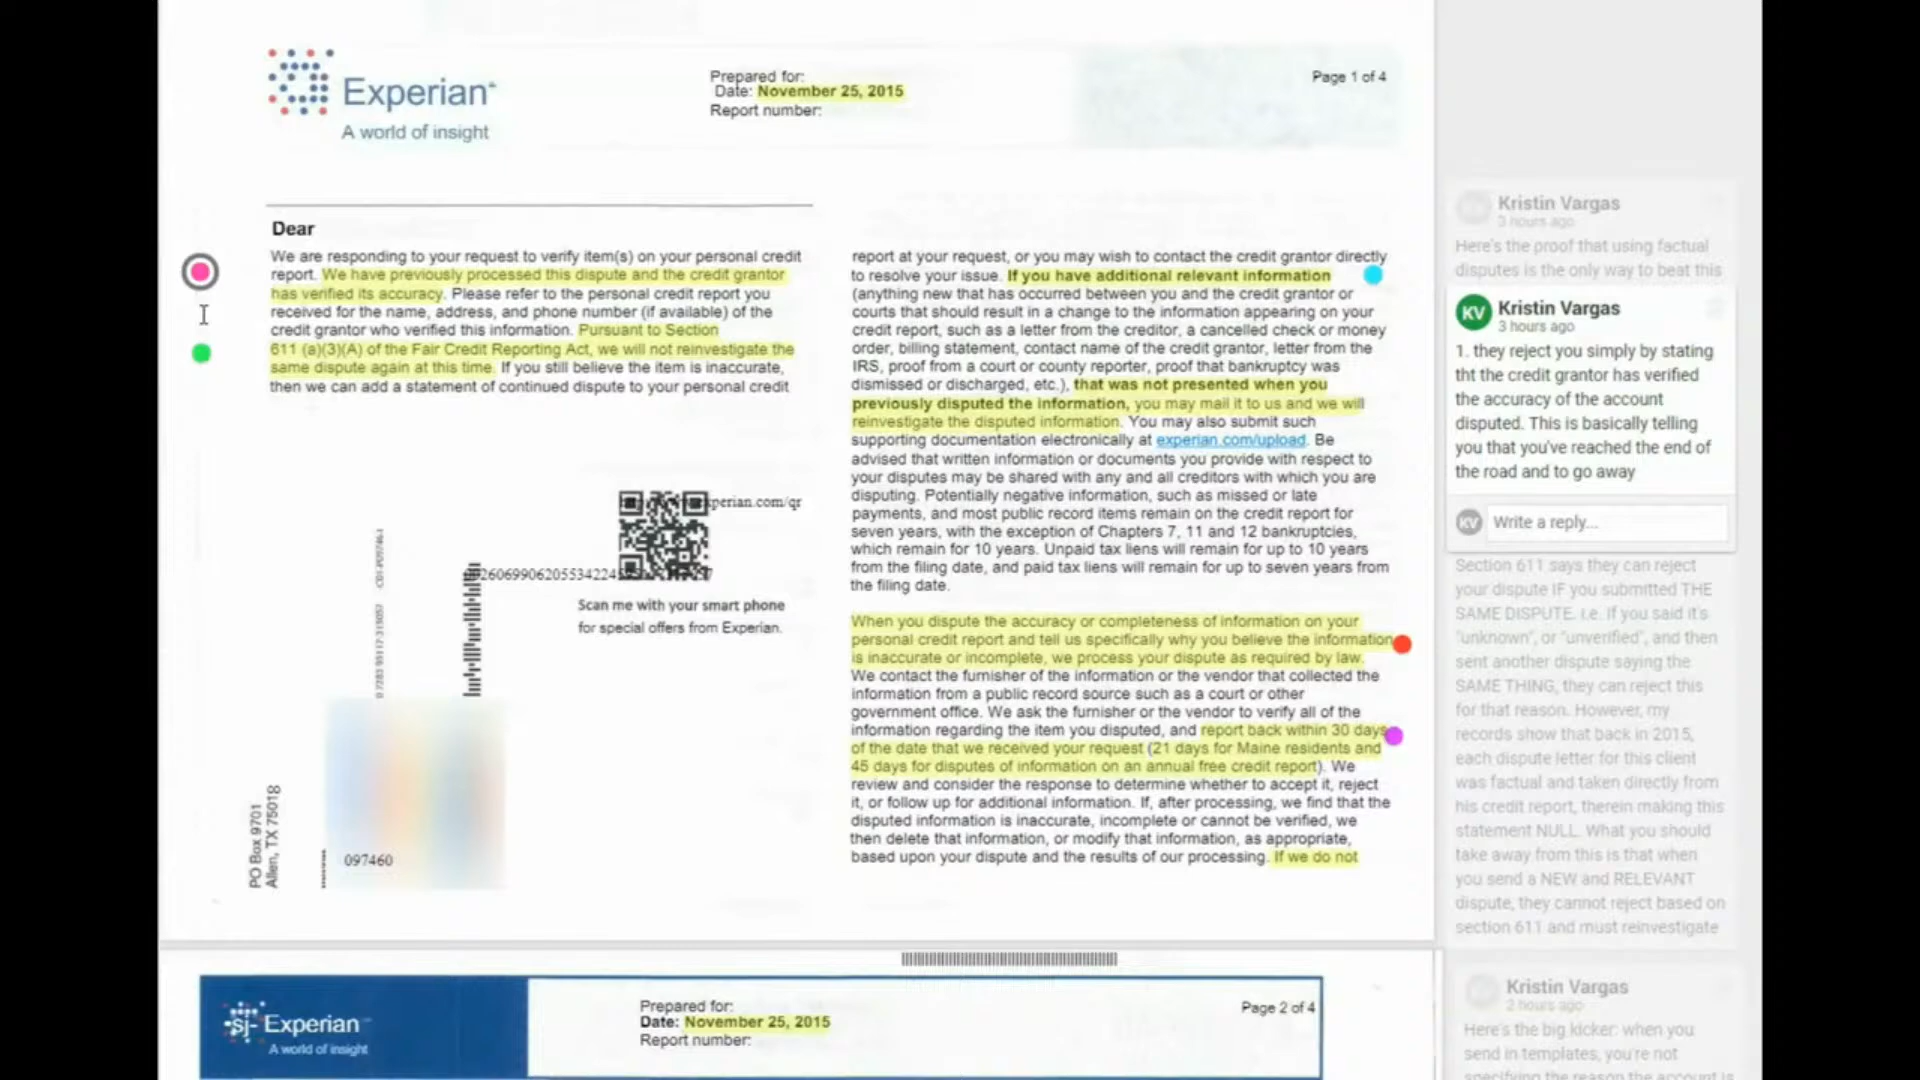 Experian
A world of insight
Prepared for:
Date: November 25, 2015
Report number:
Page 1 of 4
Dear
We are responding to your request to verify item(s) on your personal credit
report. We have previously processed this dispute and the credit grantor
has verified its accuracy. Please refer to the personal credit report you
received for the name, address, and phone number (if available) of the
credit grantor who verified this information. Pursuant to Section
611 (a)(3)(A) of the Fair Credit Reporting Act, we will not reinvestigate the
same dispute again at this time. If you still believe the item is inaccurate,
then we can add a statement of continued dispute to your personal credit
perian.com/qr
Scan me with your smart phone
for special offers from Experian.
PO Box 9701
Allen, TX 75018
097460
report at your request, or you may wish to contact the credit grantor directly
to resolve your issue. If you have additional relevant information
(anything new that has occurred between you and the credit grantor or
courts that should result in a change to the information appearing on your
credit report, such as a letter from the creditor, a cancelled check or money
order, billing statement, contact name of the credit grantor, letter from the
IRS, proof from a court or county reporter, proof that bankruptcy was
dismissed or discharged, etc.), that was not presented when you
previously disputed the information, you may mail it to us and we will
reinvestigate the disputed information. You may also submit such
supporting documentation electronically at experian.com/upload. Be
advised that written information or documents you provide with respect to
your disputes may be shared with any and all creditors with which you are
disputing. Potentially negative information, such as missed or late
payments, and most public record items remain on the credit report for
seven years, with the exception of Chapters 7, 11 and 12 bankruptcies,
which remain for 10 years. Unpaid tax liens will remain for up to 10 years
from the filing date, and paid tax liens will remain for up to seven years from
the filing date.
When you dispute the accuracy or completeness of information on your
personal credit report and tell us specifically why you believe the information
is inaccurate or incomplete, we process your dispute as required by law.
We contact the furnisher of the information or the vendor that collected the
information from a public record source such as a court or other
government office. We ask the furnisher or the vendor to verify all of the
information regarding the item you disputed, and report back within 30 days
of the date that we received your request (21 days for Maine residents and
45 days for disputes of information on an annual free credit report). We
review and consider the response to determine whether to accept it, reject
it, or follow up for additional information. If, after processing, we find that the
disputed information is inaccurate, incomplete or cannot be verified, we
then delete that information, or modify that information, as appropriate,
based upon your dispute and the results of our processing. If we do not
Kristin Vargas
3 hours ago
Here's the proof that using factual
disputes is the only way to beat this
KV
Kristin Vargas
3 hours ago
1. they reject you simply by stating
tht the credit grantor has verified
the accuracy of the account
disputed. This is basically telling
you that you've reached the end of
the road and to go away
KV
Write a reply...
Section 611 says they can reject
your dispute IF you submitted THE
SAME DISPUTE. i.e. If you said it's
"unknown", or "unverified", and then
sent another dispute saying the
SAME THING, they can reject this
for that reason. However, my
records show that back in 2015,
each dispute letter for this client
was factual and taken directly from
his credit report, therein making this
statement NULL. What you should
take away from this is that when
you send a NEW and RELEVANT
dispute, they cannot reject based on
section 611 and must reinvestigate
Kristin Vargas
2 hours ago
Here's the big kicker: when you
send in templates, you're not
specifying the reason the account is
Experian
A world of insight
Prepared for:
Date: November 25, 2015
Report number:
Page 2 of 4